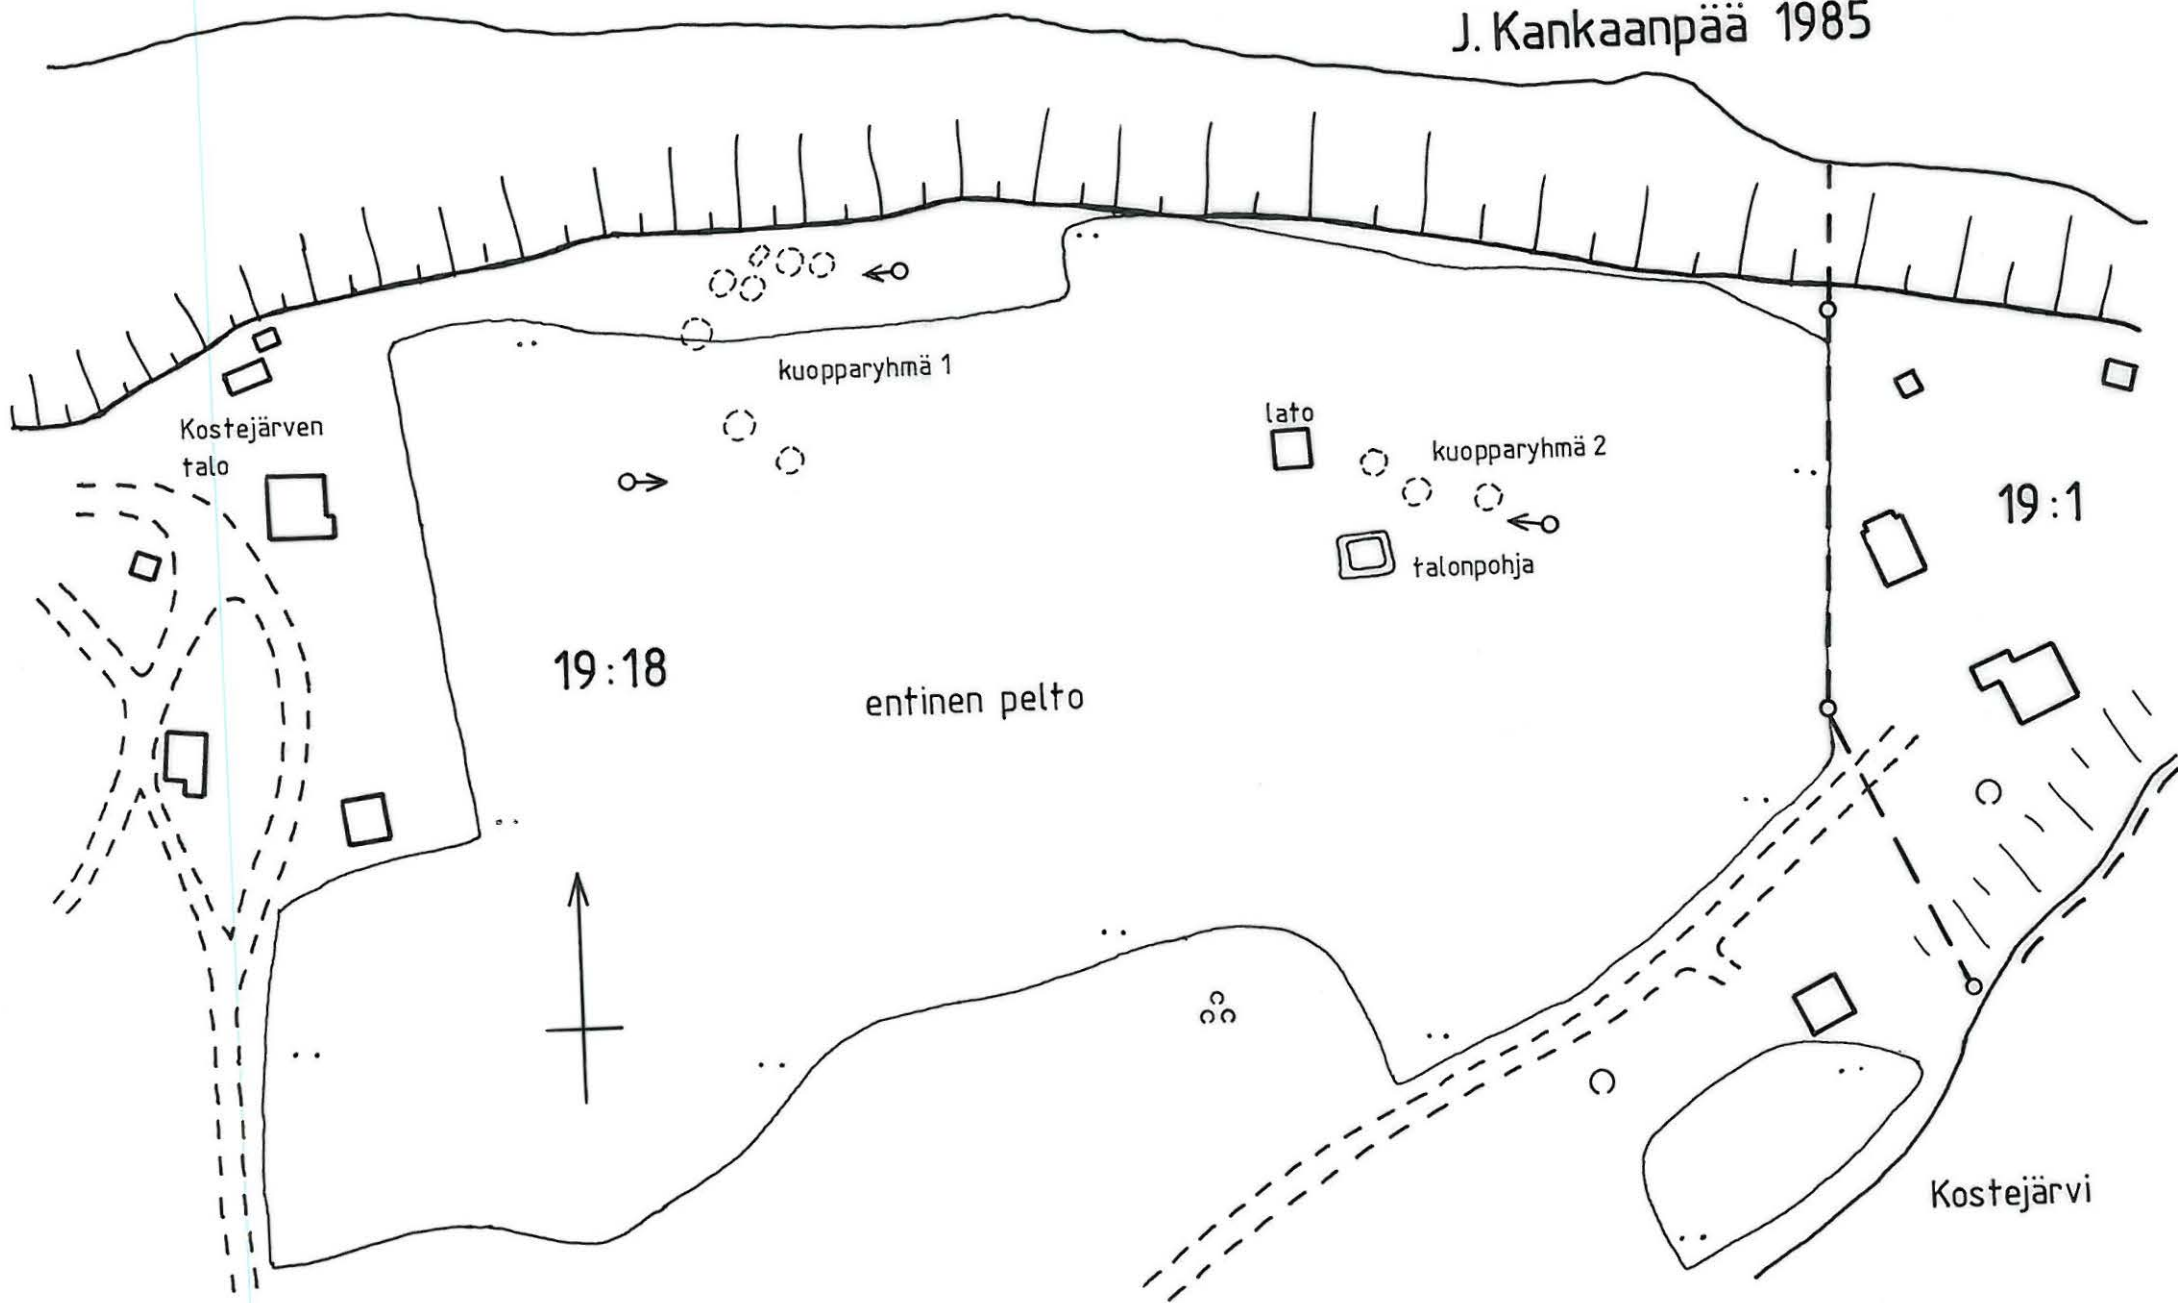 J. Kankaanpää 1985
kuopparyhmä 1
Kostejärven
talo
lato
kuopparyhmä 2
19:1
talonpohja
19:18
entinen pelto
Kostejärvi